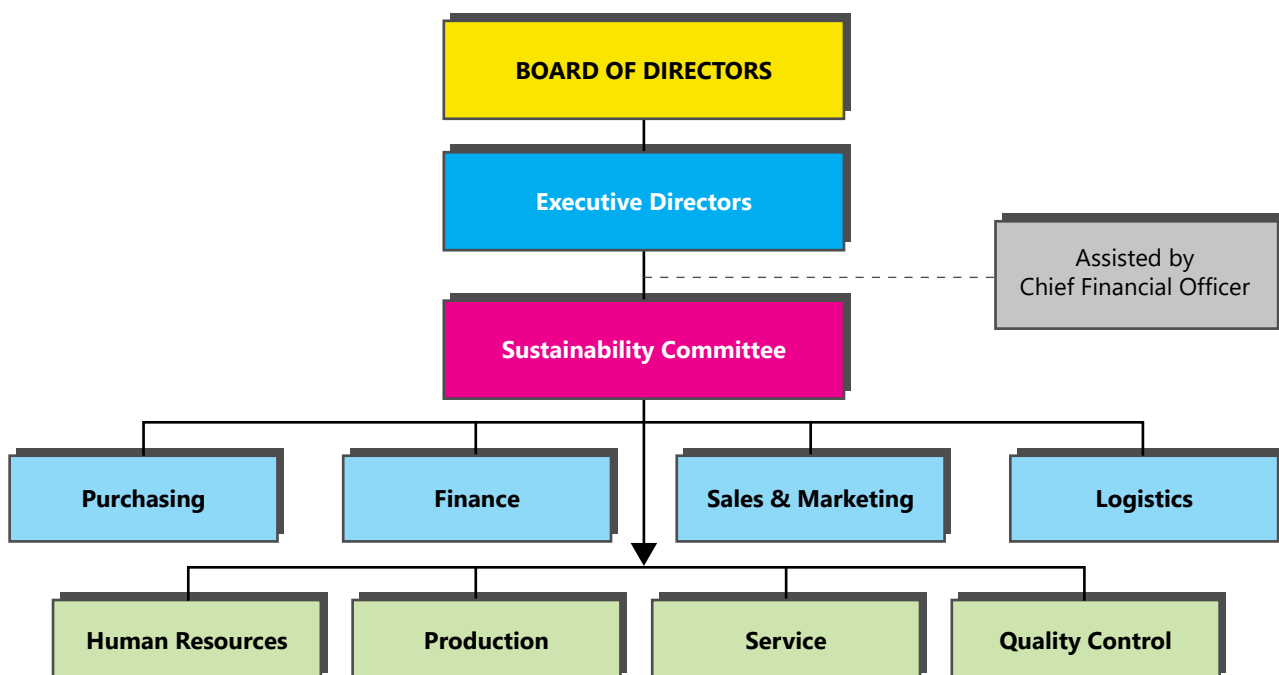 BOARD OF DIRECTORS
Executive Directors
Assisted by
Chief Financial Officer
Sustainability Committee
Purchasing
Finance
Sales & Marketing
Logistics
Human Resources
Production
Service
Quality Control